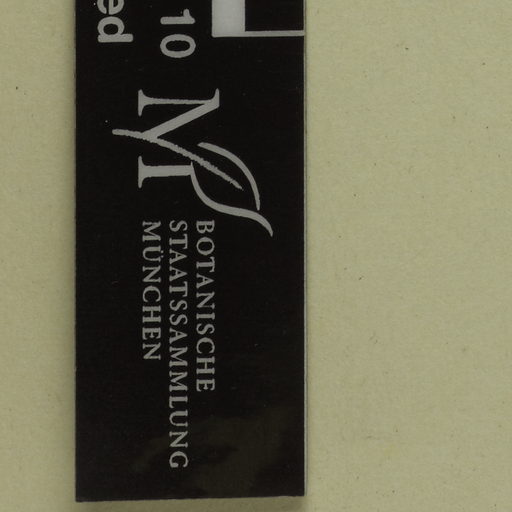 10
ed
M
BOTANISCHE
STAATSSAMMLUNG
MÜNCHEN